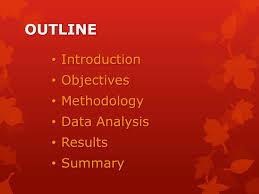 OUTLINE
• Introduction
• Objectives
• Methodology
• Data Analysis
• Results
• Summary